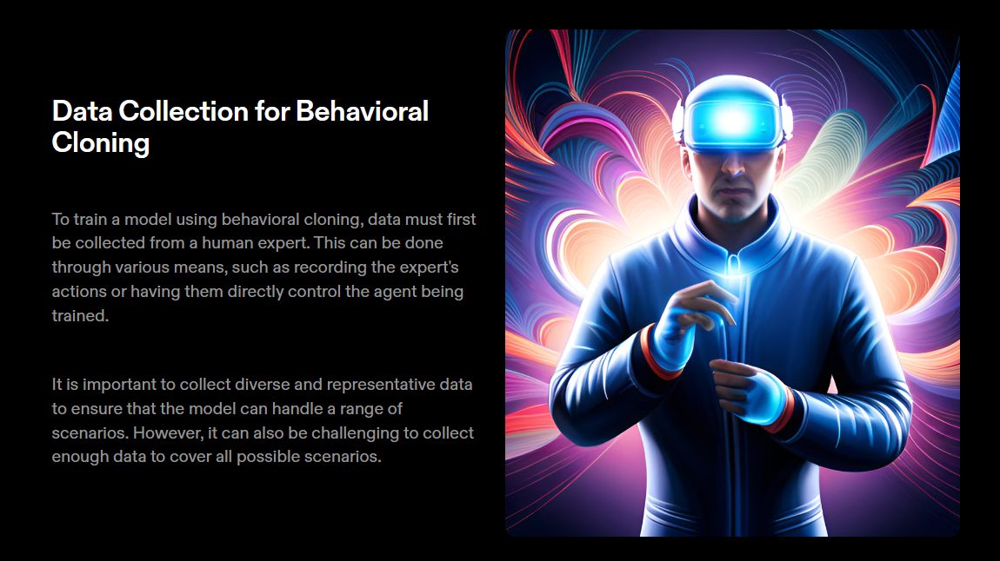 Data Collection for Behavioral
Cloning
To train a model using behavioral cloning, data must first
be collected from a human expert. This can be done
through various means, such as recording the expert's
actions or having them directly control the agent being
trained.
It is important to collect diverse and representative data
to ensure that the model can handle a range of
scenarios. However, it can also be challenging to collect
enough data to cover all possible scenarios.